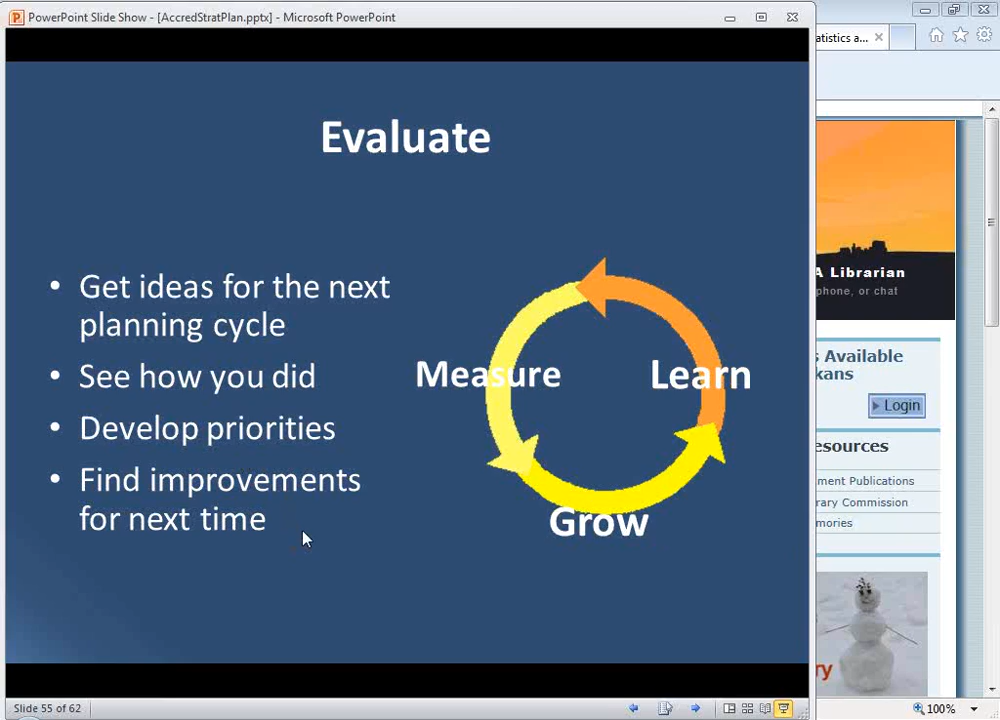 PowerPoint Slide Show - [AccredStratPlan.pptx] - Microsoft PowerPoint
atistics a...
Evaluate
• Get ideas for the next
planning cycle
• See how you did
• Develop priorities
• Find improvements
for next time
Measure
Learn
Grow
A Librarian
phone, or chat
s Available
kans
Login
esources
ment Publications
rary Commission
mories
ry
Slide 55 of 62
100%